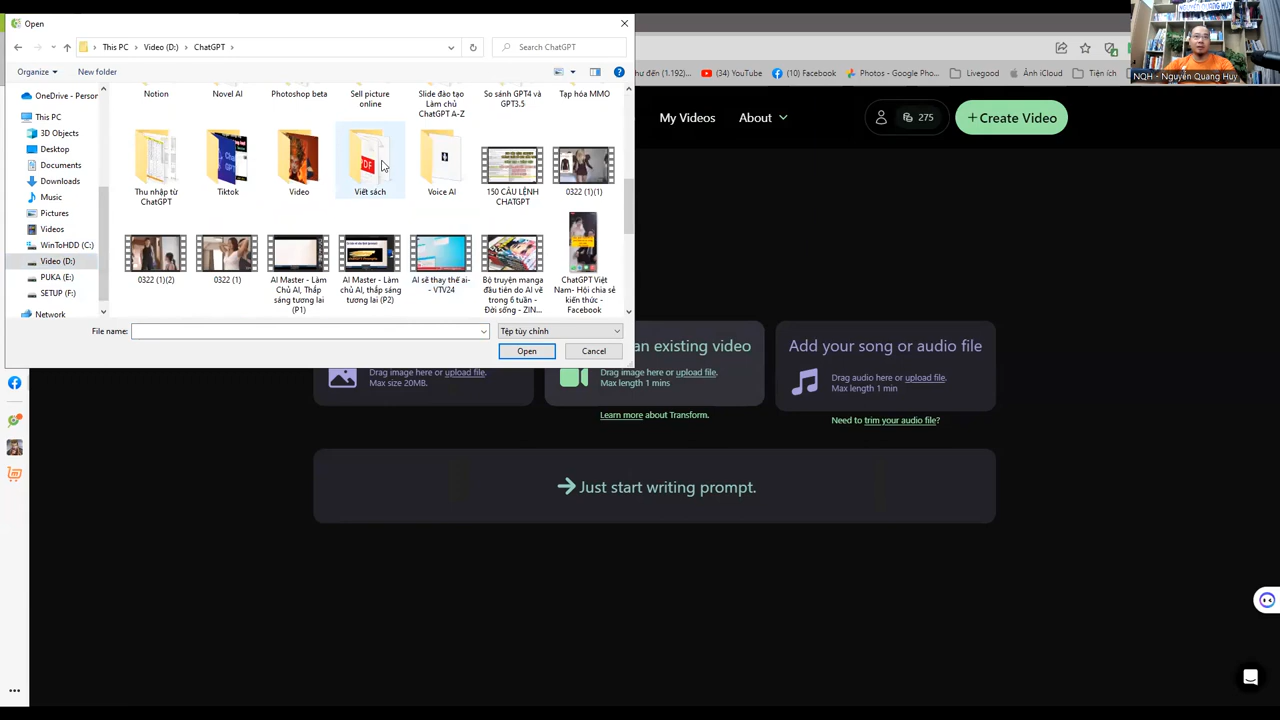 Open
This PC > Video (D:) > ChatGPT >
Search ChatGPT
NGUYỄN QUANG HUY
NQH - Nguyễn Quang Huy
Organize
New folder
(34) YouTube
(10) Facebook
Photos - Google Pho...
Livegood
Ảnh iCloud
Tiện ích
My Videos
About
275
+Create Video
OneDrive - Person
This PC
3D Objects
Desktop
Documents
Downloads
Music
Pictures
Videos
WinToHDD (C:)
Video (D:)
PUKA (E:)
SETUP (F:)
Network
Notion
Novel AI
Photoshop beta
Sell picture
online
Slide đào tạo
Làm chủ
ChatGPT A-Z
So sánh GPT4 và
GPT3.5
Tạp hóa MMO
Thu nhập từ
ChatGPT
Tiktok
Video
Viết sách
Voice AI
150 CÂU LỆNH
CHATGPT
0322 (1)(1)
0322 (1)(2)
0322 (1)
AI Master - Làm
Chủ AI, Thắp
sáng tương lai
(P1)
AI Master - Làm
chủ AI, thắp sáng
tương lai (P2)
AI sẽ thay thế ai-
- VTV24
Bộ truyện manga
đầu tiên do AI vẽ
trong 6 tuần -
Đời sống - ZIN...
ChatGPT Việt
Nam- Hội chia sẻ
kiến thức -
Facebook
File name:
Tệp tùy chỉnh
Open
Cancel
an existing video
Add your song or audio file
Drag image here or upload file.
Max size 20MB.
Drag image here or upload file.
Max length 1 mins
Drag audio here or upload file.
Max length 1 min
Learn more about Transform.
Need to trim your audio file?
Just start writing prompt.